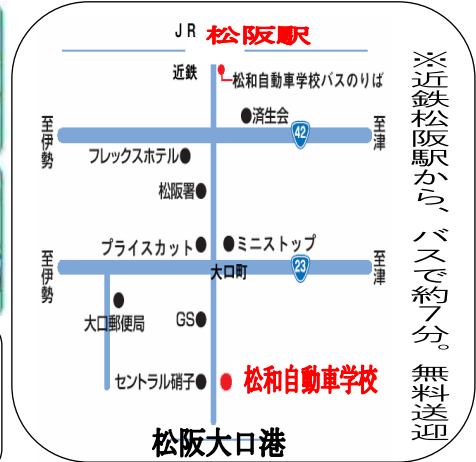 JR 松阪駅
近鉄
松和自動車学校バスのりば
済生会
至伊勢
42
至津
フレックスホテル
松阪署
プライスカット
ミニストップ
至伊勢
大口町
23
至津
大口郵便局
GS
セントラル硝子
松和自動車学校
松阪大口港
※近鉄松阪駅から、バスで約7分。無料送迎